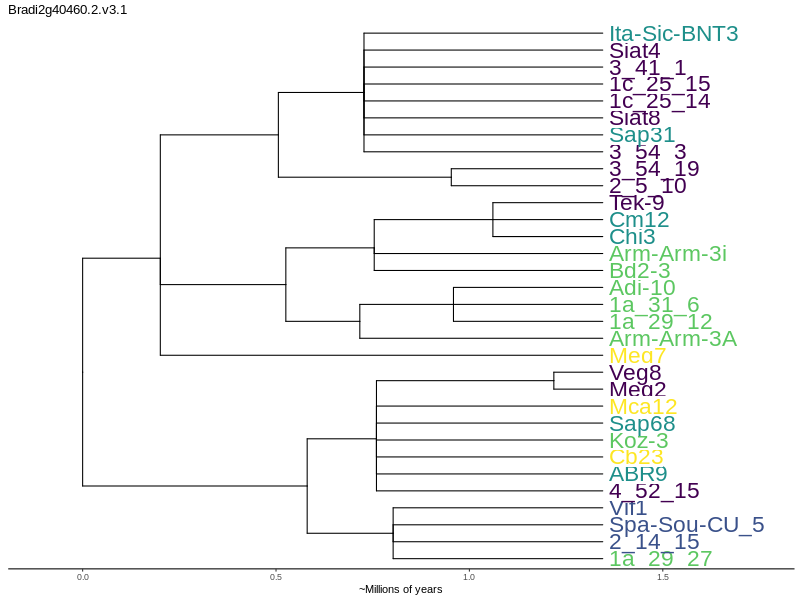 Bradi2g40460.2.v3.1
Ita-Sic-BNT3
Siat4
3_41_1
1c_25_15
1c_25_14
Siat8
Sap31
3_54_3
3_54_19
2_5_10
Tek-9
Cm12
Chi3
Arm-Arm-3i
Bd2-3
Adi-10
1a_31_6
1a_29_12
Arm-Arm-3A
Meg7
Veg8
Meg2
Mca12
Sap68
Koz-3
Cb23
ABR9
4_52_15
Vif1
Spa-Sou-CU_5
2_14_15
1a_29_27
0.0 0.5 1.0 1.5
~Millions of years